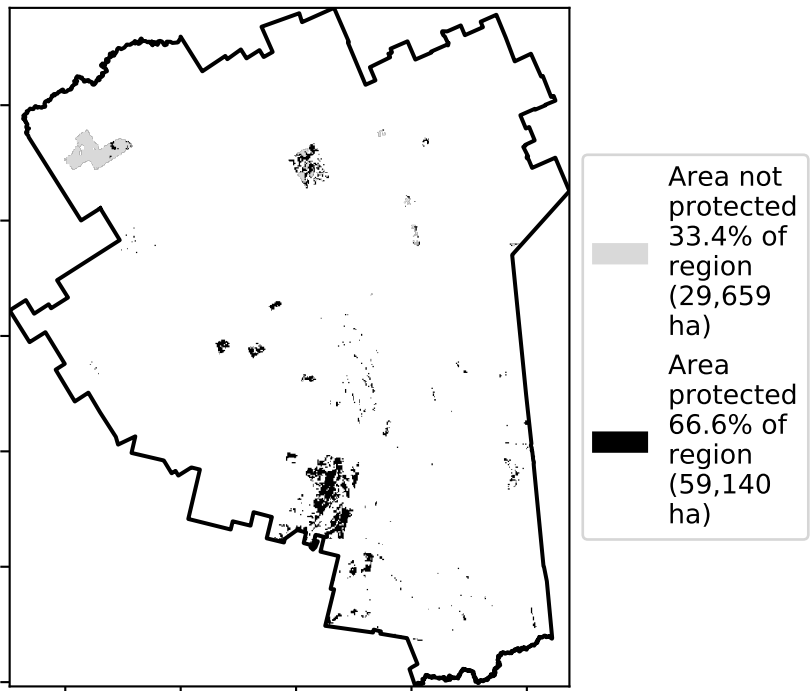 Area not
protected
33.4% of
region
(29,659
ha)
Area
protected
66.6% of
region
(59,140
ha)